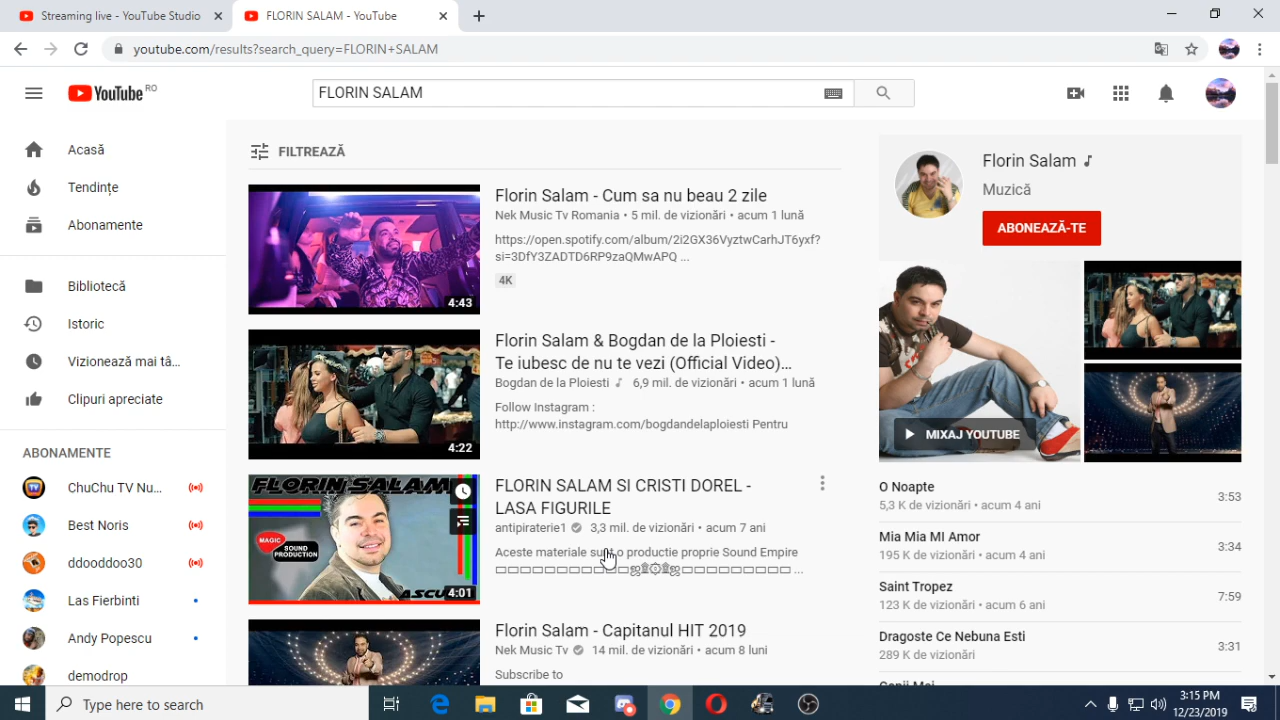 Streaming live - YouTube Studio
FLORIN SALAM - YouTube
youtube.com/results?search_query=FLORIN+SALAM
YouTube RO
FLORIN SALAM
Acasă
Tendințe
Abonamente
Bibliotecă
Istoric
Vizionează mai tâ...
Clipuri apreciate
ABONAMENTE
ChuChu TV Nu...
Best Noris
ddooddoo30
Las Fierbinti
Andy Popescu
demodrop
FILTREAZĂ
4:43
Florin Salam - Cum sa nu beau 2 zile
Nek Music Tv Romania • 5 mil. de vizionări • acum 1 lună
https://open.spotify.com/album/2i2GX36VyztwCarhJT6yxf?
si=3DfY3ZADTD6RP9zaQMwAPQ ...
4K
4:22
Florin Salam & Bogdan de la Ploiesti -
Te iubesc de nu te vezi (Official Video)...
Bogdan de la Ploiesti 6,9 mil. de vizionări • acum 1 lună
Follow Instagram :
http://www.instagram.com/bogdandelaploiesti Pentru
FLORIN SALAM
MAGIC
SOUND
PRODUCTION
ASCU
4:01
FLORIN SALAM SI CRISTI DOREL -
LASA FIGURILE
antipiraterie1 3,3 mil. de vizionări • acum 7 ani
Aceste materiale sunt o productie proprie Sound Empire
Florin Salam - Capitanul HIT 2019
Nek Music Tv 14 mil. de vizionări • acum 8 luni
Subscribe to
Florin Salam
Muzică
ABONEAZĂ-TE
MIXAJ YOUTUBE
O Noapte
5,3 K de vizionări • acum 4 ani
3:53
Mia Mia MI Amor
195 K de vizionări • acum 4 ani
3:34
Saint Tropez
123 K de vizionări • acum 6 ani
7:59
Dragoste Ce Nebuna Esti
289 K de vizionări
3:31
Type here to search
3:15 PM
12/23/2019